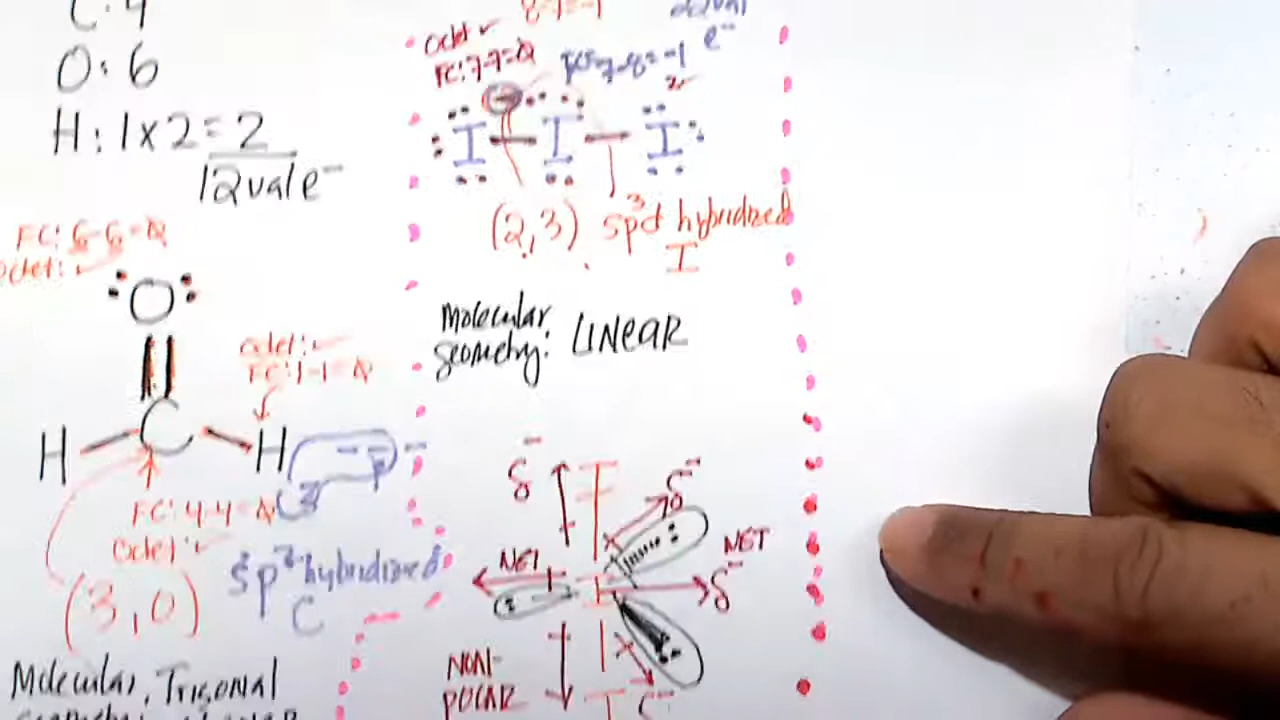 C: 4
O: 6
H: 1x2=2
12 val e-
FC: 6-6=0
Octet: ✓
O
Octet: ✓
FC: 1-1=0
H C H
FC: 4-4=0
Octet: ✓
sp2 hybridized
C
(3,0)
Molecular Trigonal
Octet ✓
FC: 7-7=0
FC=7-8=-1
e-
I I I
(2,3) sp3d hybridized
I
Molecular
geometry: LINEAR
δ- I δ-
NET NET
I δ-
NON-
POLAR
I δ-